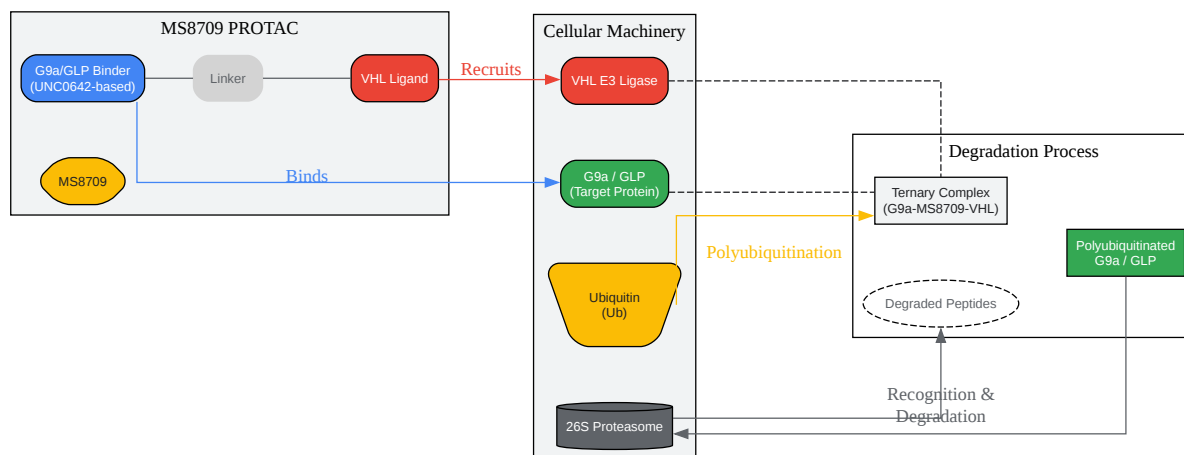 MS8709 PROTAC
G9a/GLP Binder
(UNC0642-based)
Linker
VHL Ligand
MS8709
Recruits
Binds
Cellular Machinery
VHL E3 Ligase
G9a / GLP
(Target Protein)
Ubiquitin
(Ub)
26S Proteasome
Polyubiquitination
Degradation Process
Ternary Complex
(G9a-MS8709-VHL)
Polyubiquitinated
G9a / GLP
Degraded Peptides
Recognition &
Degradation